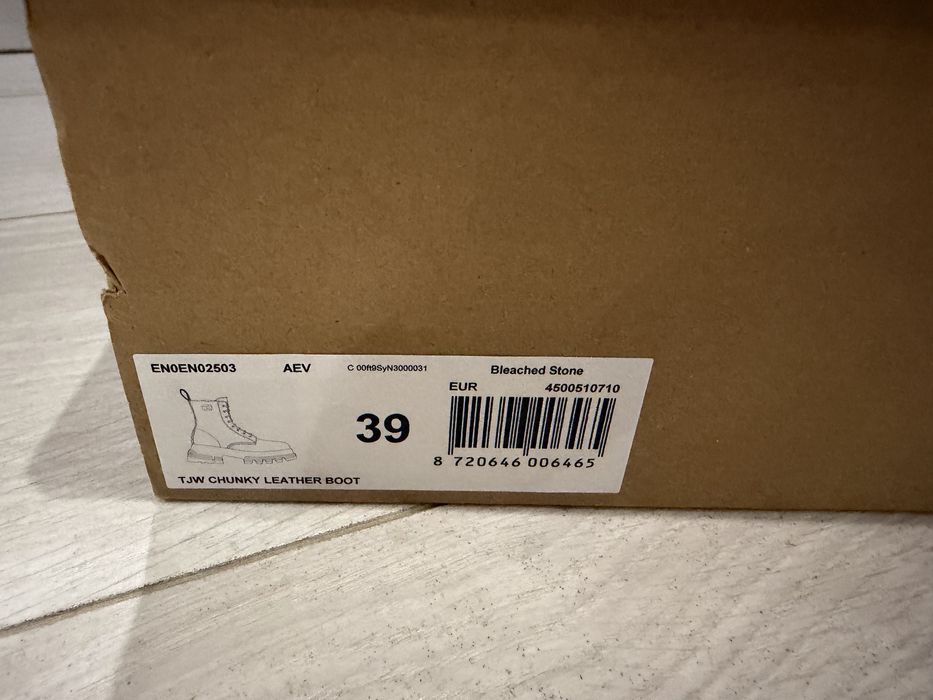 EN0EN02503 AEV C 00ft9SyN3000031 Bleached Stone
EUR 4500510710
39
8 720646 006465
TJW CHUNKY LEATHER BOOT